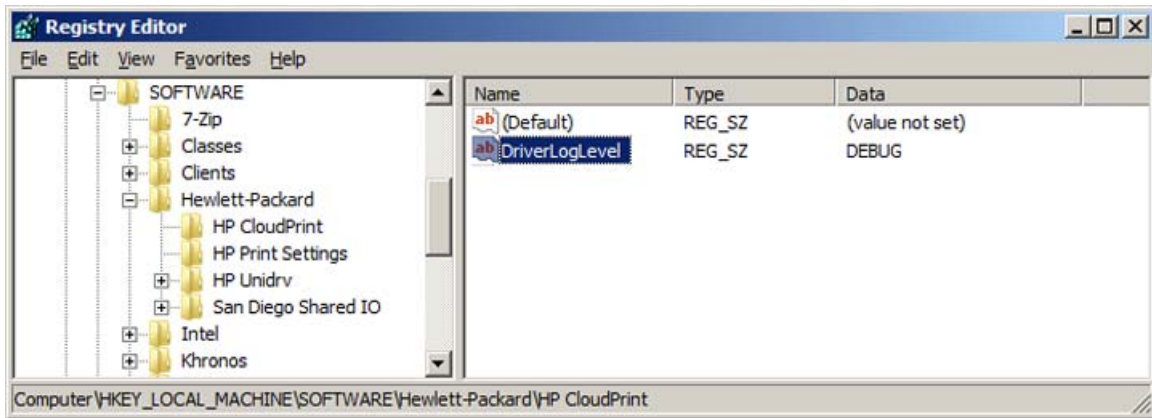 Registry Editor
File Edit View Favorites Help
SOFTWARE
7-Zip
Classes
Clients
Hewlett-Packard
HP CloudPrint
HP Print Settings
HP Unidrv
San Diego Shared IO
Intel
Khronos
Name Type Data
ab (Default) REG_SZ (value not set)
ab DriverLogLevel REG_SZ DEBUG
Computer\HKEY_LOCAL_MACHINE\SOFTWARE\Hewlett-Packard\HP CloudPrint